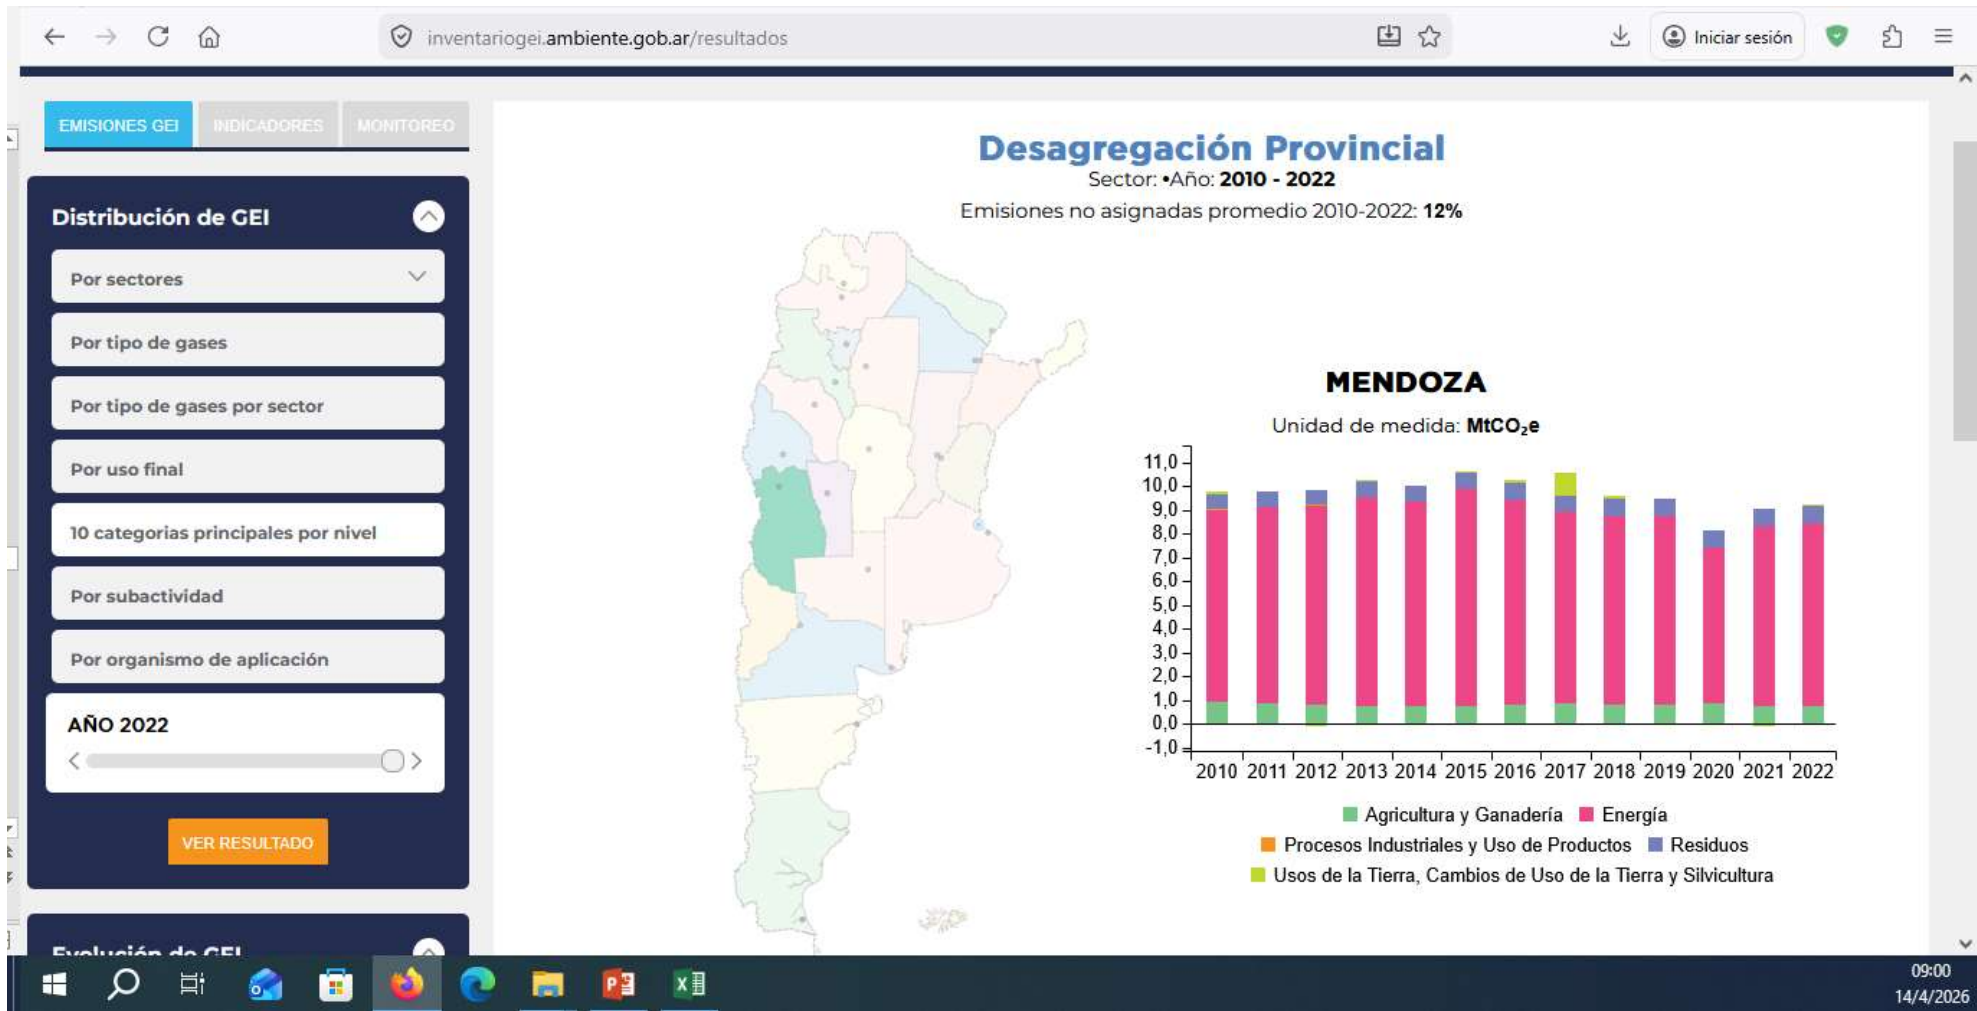 inventariogei.ambiente.gob.ar/resultados
Iniciar sesión
EMISIONES GEI INDICADORES MONITOREO
Distribución de GEI
Por sectores
Por tipo de gases
Por tipo de gases por sector
Por uso final
10 categorias principales por nivel
Por subactividad
Por organismo de aplicación
AÑO 2022
VER RESULTADO
Evolución de GEI
Desagregación Provincial
Sector: •Año: 2010 - 2022
Emisiones no asignadas promedio 2010-2022: 12%
MENDOZA
Unidad de medida: MtCO₂e
11,0
10,0
9,0
8,0
7,0
6,0
5,0
4,0
3,0
2,0
1,0
0,0
-1,0
2010 2011 2012 2013 2014 2015 2016 2017 2018 2019 2020 2021 2022
Agricultura y Ganadería Energía
Procesos Industriales y Uso de Productos Residuos
Usos de la Tierra, Cambios de Uso de la Tierra y Silvicultura
09:00
14/4/2026